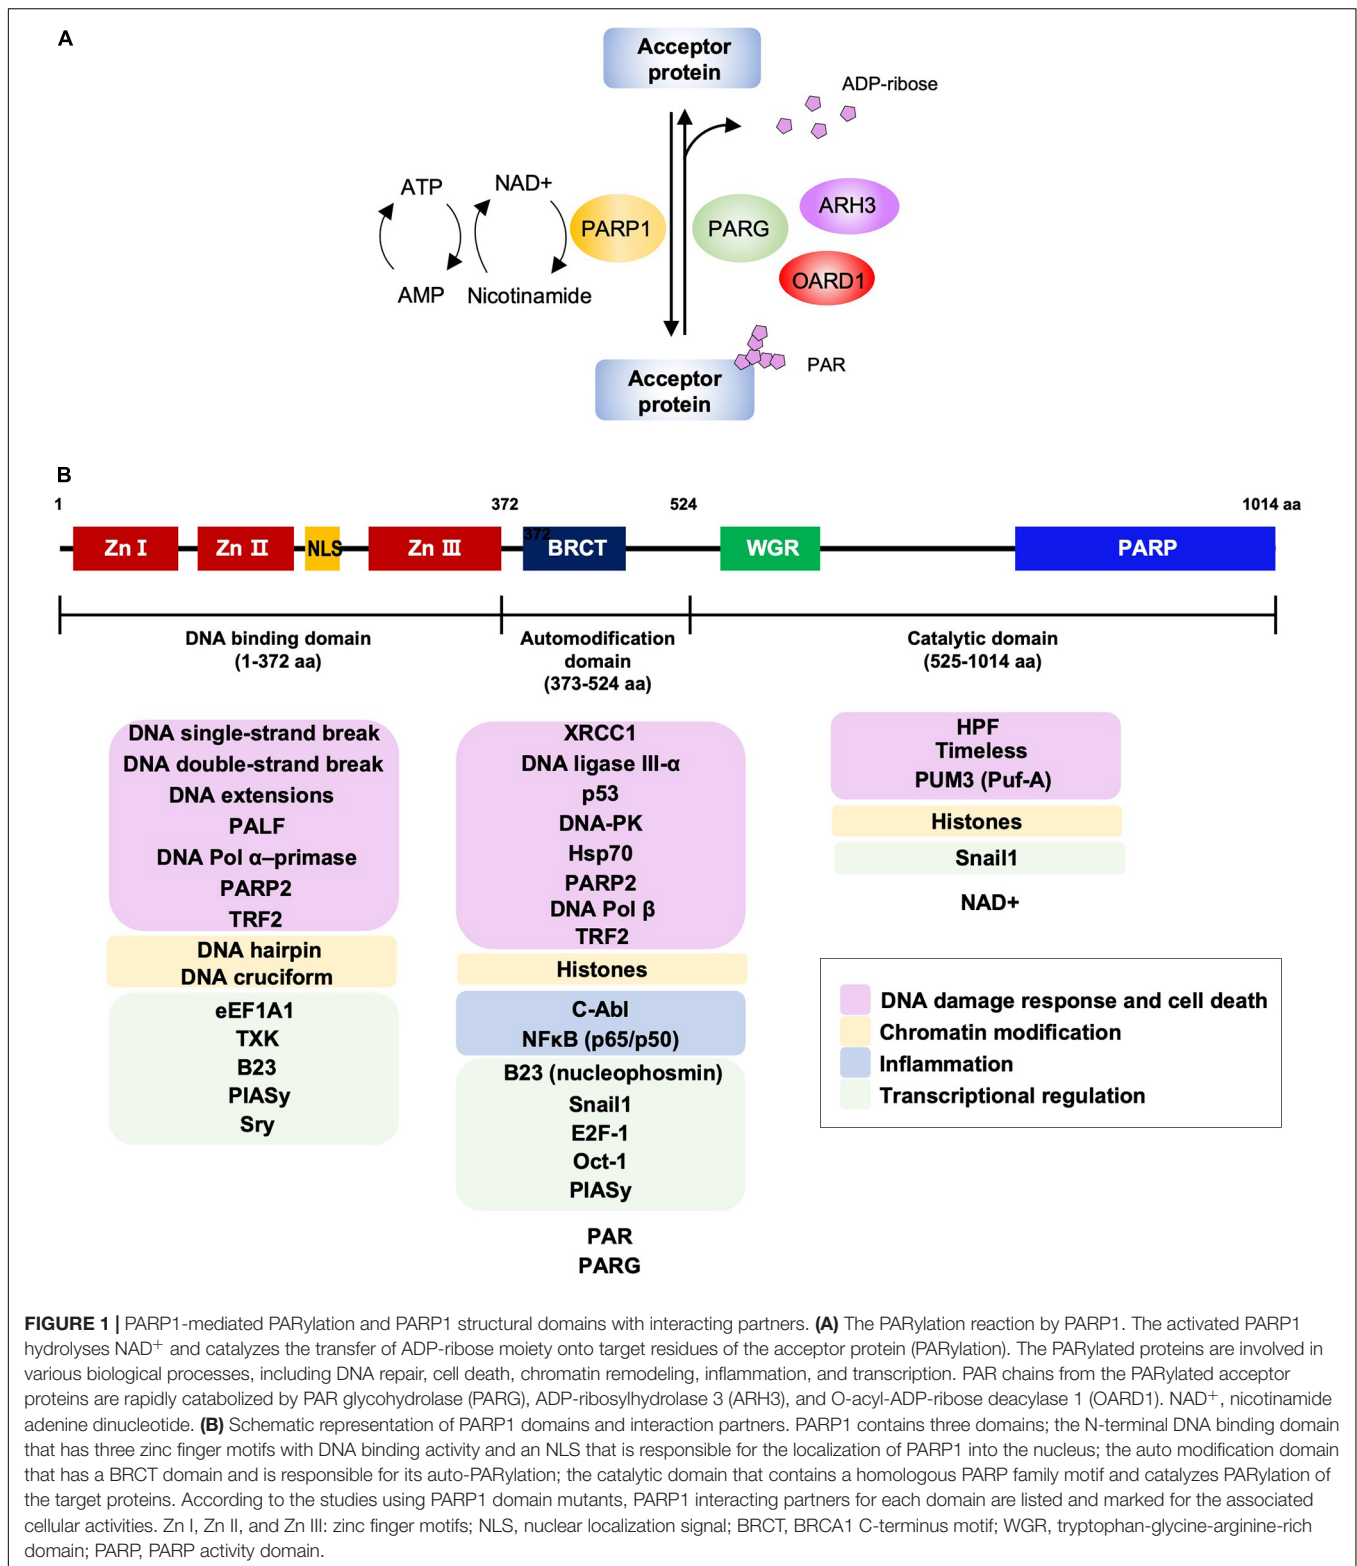 A
Acceptor
protein
ADP-ribose
ATP
NAD+
PARP1
PARG
ARH3
OARD1
AMP
Nicotinamide
Acceptor
protein
PAR
B
1
372
524
1014 aa
Zn I
Zn II
NLS
Zn III
372
BRCT
WGR
PARP
DNA binding domain
(1-372 aa)
Automodification
domain
(373-524 aa)
Catalytic domain
(525-1014 aa)
DNA single-strand break
DNA double-strand break
DNA extensions
PALF
DNA Pol α–primase
PARP2
TRF2
DNA hairpin
DNA cruciform
eEF1A1
TXK
B23
PIASy
Sry
XRCC1
DNA ligase III-α
p53
DNA-PK
Hsp70
PARP2
DNA Pol β
TRF2
Histones
C-Abl
NFκB (p65/p50)
B23 (nucleophosmin)
Snail1
E2F-1
Oct-1
PIASy
PAR
PARG
HPF
Timeless
PUM3 (Puf-A)
Histones
Snail1
NAD+
DNA damage response and cell death
Chromatin modification
Inflammation
Transcriptional regulation
FIGURE 1 | PARP1-mediated PARylation and PARP1 structural domains with interacting partners. (A) The PARylation reaction by PARP1. The activated PARP1
hydrolyses NAD+ and catalyzes the transfer of ADP-ribose moiety onto target residues of the acceptor protein (PARylation). The PARylated proteins are involved in
various biological processes, including DNA repair, cell death, chromatin remodeling, inflammation, and transcription. PAR chains from the PARylated acceptor
proteins are rapidly catabolized by PAR glycohydrolase (PARG), ADP-ribosylhydrolase 3 (ARH3), and O-acyl-ADP-ribose deacylase 1 (OARD1). NAD+, nicotinamide
adenine dinucleotide. (B) Schematic representation of PARP1 domains and interaction partners. PARP1 contains three domains; the N-terminal DNA binding domain
that has three zinc finger motifs with DNA binding activity and an NLS that is responsible for the localization of PARP1 into the nucleus; the auto modification domain
that has a BRCT domain and is responsible for its auto-PARylation; the catalytic domain that contains a homologous PARP family motif and catalyzes PARylation of
the target proteins. According to the studies using PARP1 domain mutants, PARP1 interacting partners for each domain are listed and marked for the associated
cellular activities. Zn I, Zn II, and Zn III: zinc finger motifs; NLS, nuclear localization signal; BRCT, BRCA1 C-terminus motif; WGR, tryptophan-glycine-arginine-rich
domain; PARP, PARP activity domain.